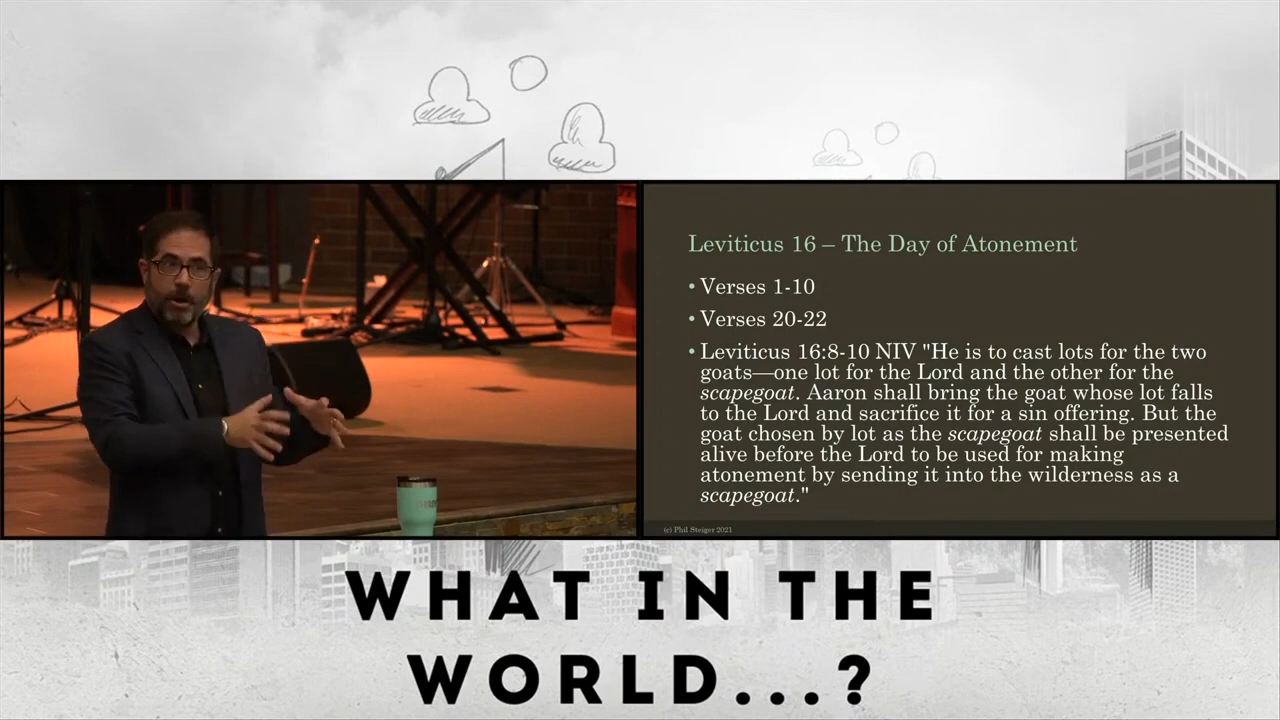 Leviticus 16 – The Day of Atonement
• Verses 1-10
• Verses 20-22
• Leviticus 16:8-10 NIV "He is to cast lots for the two
goats—one lot for the Lord and the other for the
scapegoat. Aaron shall bring the goat whose lot falls
to the Lord and sacrifice it for a sin offering. But the
goat chosen by lot as the scapegoat shall be presented
alive before the Lord to be used for making
atonement by sending it into the wilderness as a
scapegoat."
(c) Phil Steiger 2021
WHAT IN THE
WORLD...?